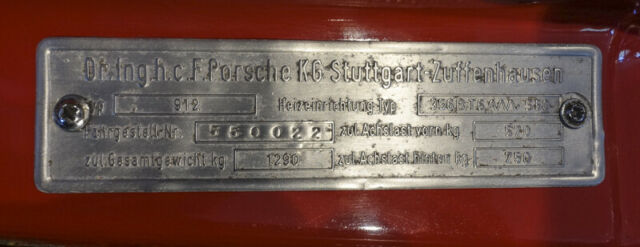 Dr.Ing.h.c.F.Porsche KG Stuttgart-Zuffenhausen
Typ 912 Heizeinrichtung Typ
Fahrgestell-Nr. 550022 zul.Achslast vorn kg
zul.Gesamtgewicht kg 1290 zul.Achslast hinten kg 750